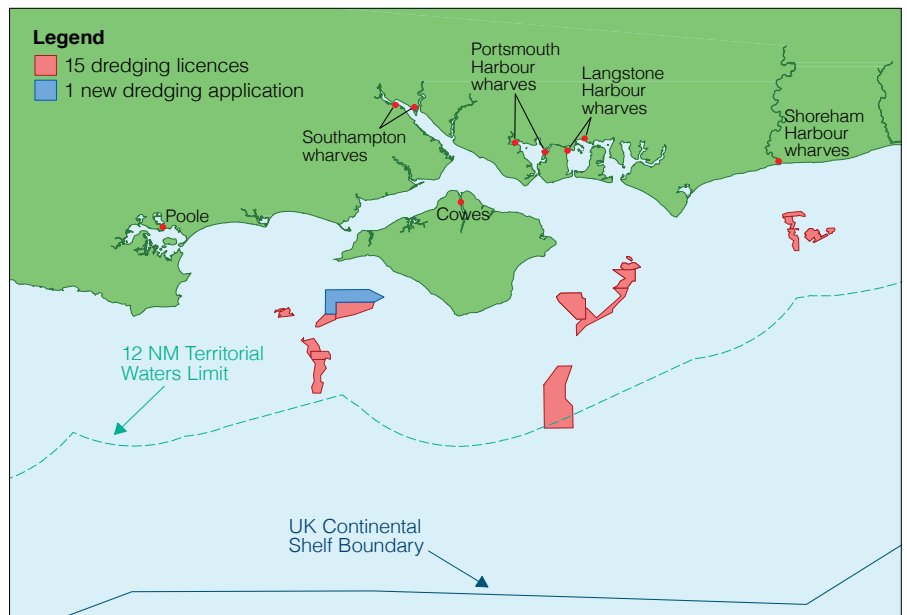 Legend
15 dredging licences
1 new dredging application
Portsmouth
Harbour
wharves
Langstone
Harbour
wharves
Southampton
wharves
Shoreham
Harbour
wharves
Poole
Cowes
12 NM Territorial
Waters Limit
UK Continental
Shelf Boundary